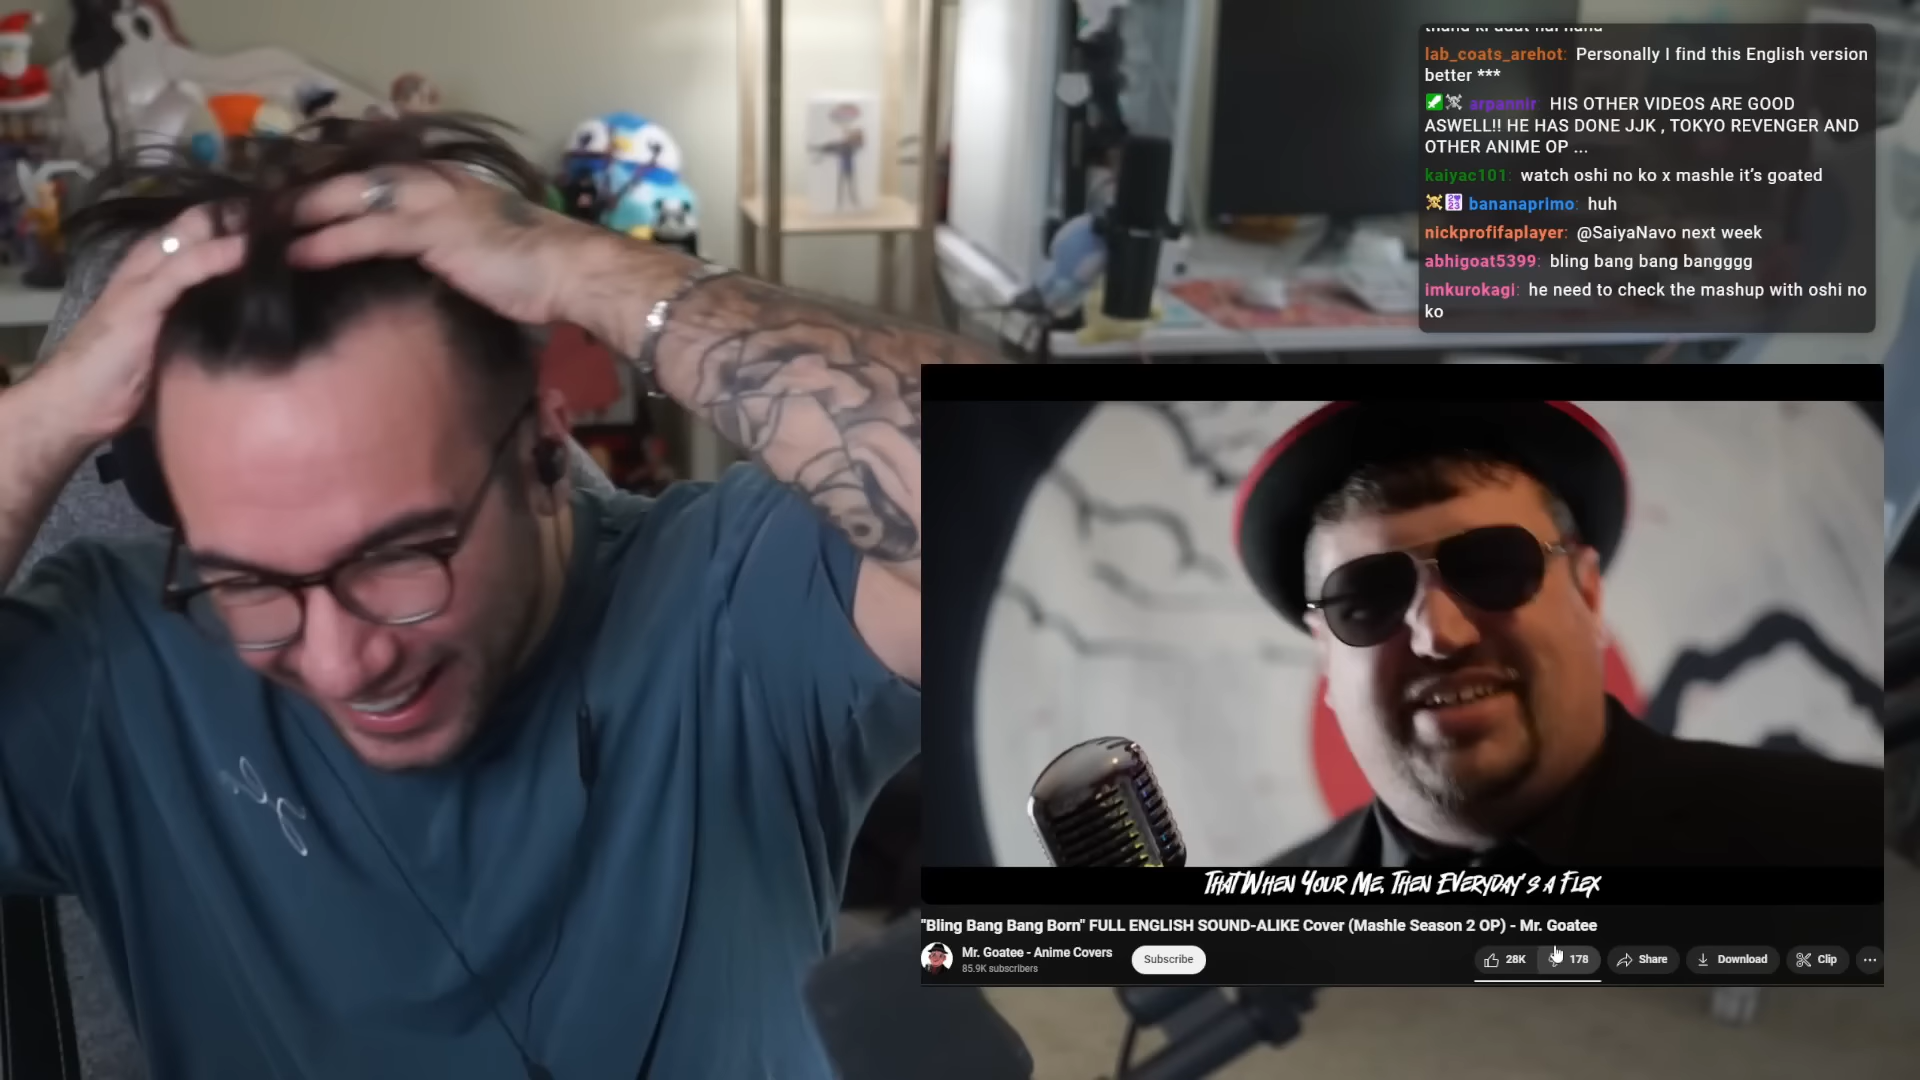 lab_coats_arehot: Personally I find this English version
better ***
arpannir HIS OTHER VIDEOS ARE GOOD
ASWELL!! HE HAS DONE JJK , TOKYO REVENGER AND
OTHER ANIME OP ...
kaiyac101: watch oshi no ko x mashle it's goated
bananaprimo: huh
nickprofifaplayer: @SaiyaNavo next week
abhigoat5399: bling bang bang bangggg
imkurokagi: he need to check the mashup with oshi no
ko
THAT WHEN YOUR ME, THEN EVERYDAY'S A FLEX
"Bling Bang Bang Born" FULL ENGLISH SOUND-ALIKE Cover (Mashle Season 2 OP) - Mr. Goatee
Mr. Goatee - Anime Covers
85.9K subscribers
Subscribe
28K
178
Share
Download
Clip